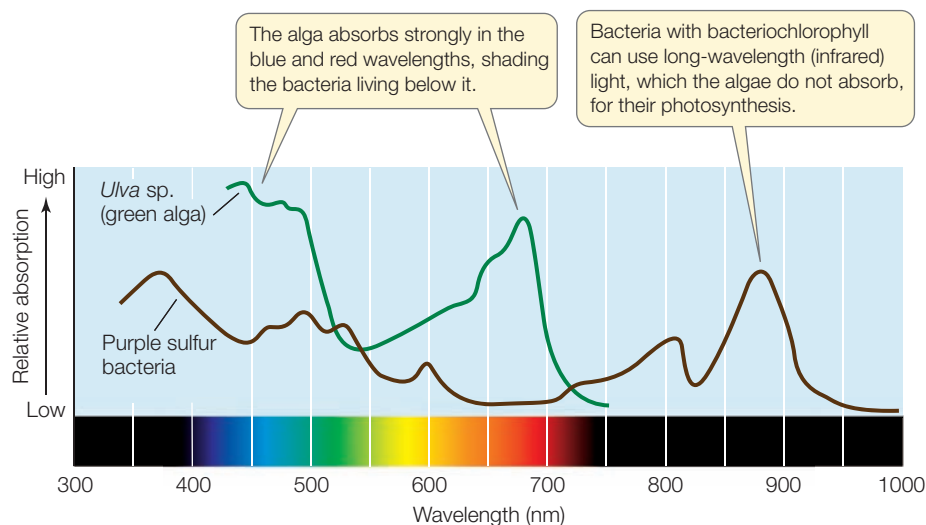 The alga absorbs strongly in the
blue and red wavelengths, shading
the bacteria living below it.
Bacteria with bacteriochlorophyll
can use long-wavelength (infrared)
light, which the algae do not absorb,
for their photosynthesis.
High
Ulva sp.
(green alga)
Relative absorption
Purple sulfur
bacteria
Low
300 400 500 600 700 800 900 1000
Wavelength (nm)